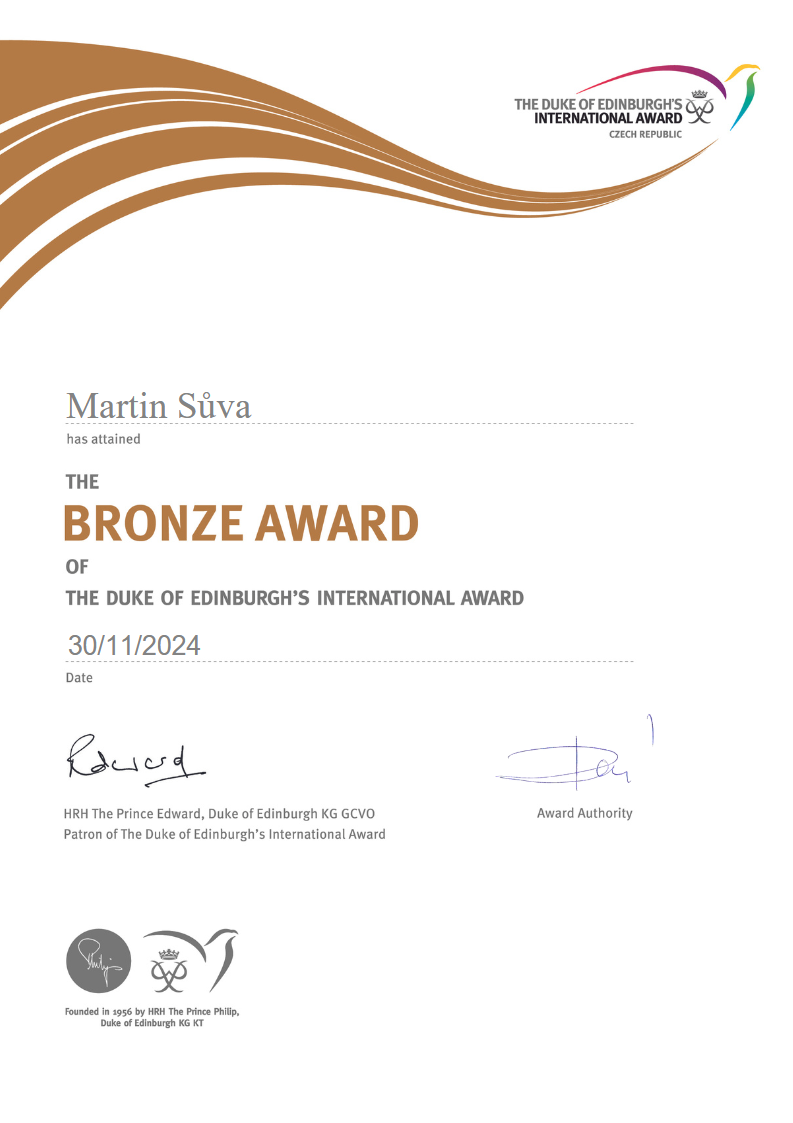 THE DUKE OF EDINBURGH'S
INTERNATIONAL AWARD
CZECH REPUBLIC
Martin Sůva
has attained
THE
BRONZE AWARD
OF
THE DUKE OF EDINBURGH'S INTERNATIONAL AWARD
30/11/2024
Date
Edward
HRH The Prince Edward, Duke of Edinburgh KG GCVO
Patron of The Duke of Edinburgh's International Award
Award Authority
Philip
Founded in 1956 by HRH The Prince Philip,
Duke of Edinburgh KG KT